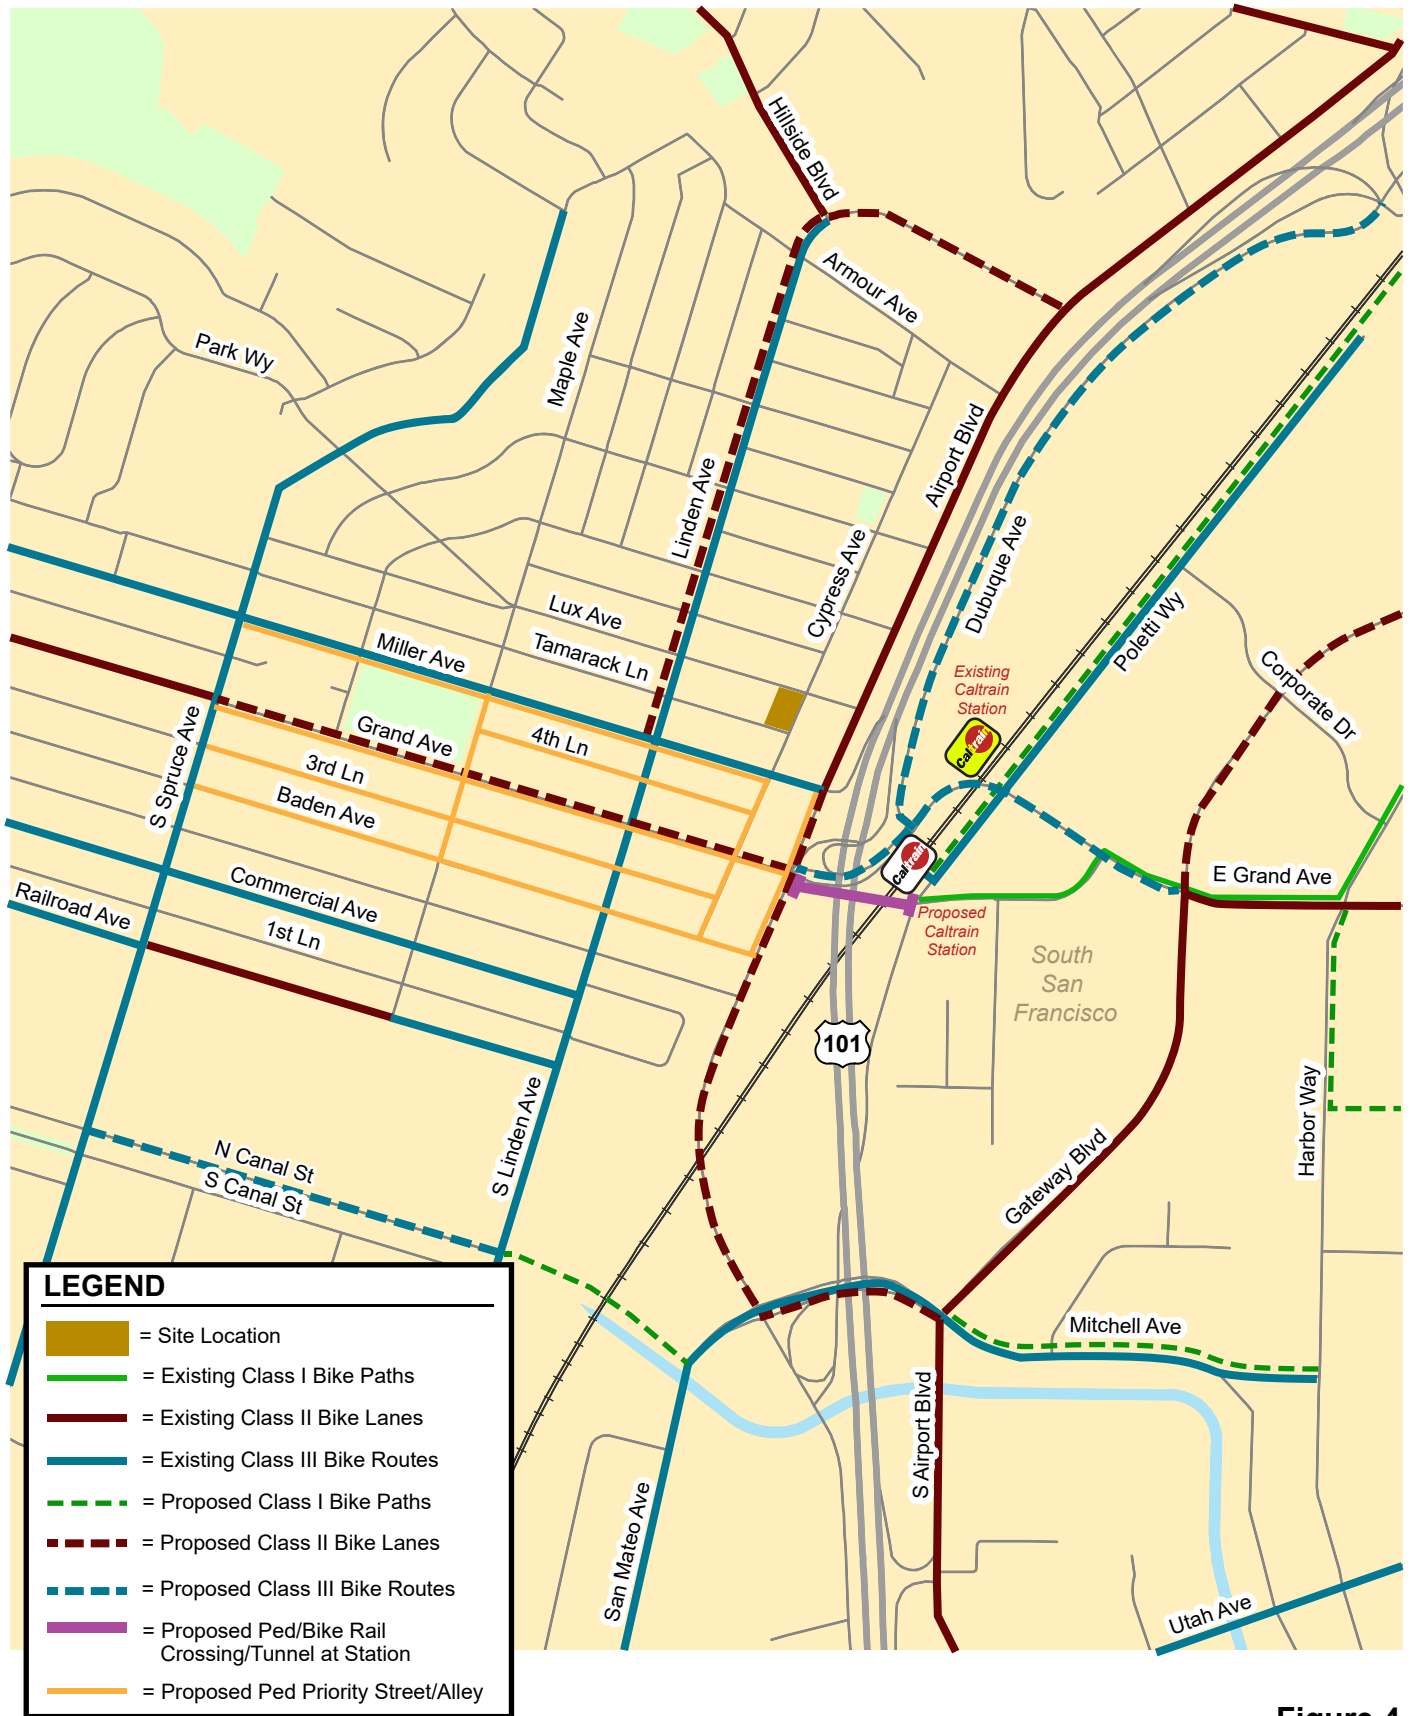 Hillside Blvd
Armour Ave
Park Wy
Maple Ave
Airport Blvd
Linden Ave
Dubuque Ave
Cypress Ave
Lux Ave
Tamarack Ln
Miller Ave
Poletti Wy
Corporate Dr
Existing
Caltrain
Station
Caltrain
S Spruce Ave
Grand Ave
4th Ln
3rd Ln
Baden Ave
Caltrain
E Grand Ave
Commercial Ave
Railroad Ave
1st Ln
Proposed
Caltrain
Station
South
San
Francisco
101
Harbor Way
S Linden Ave
N Canal St
S Canal St
Gateway Blvd
Mitchell Ave
S Airport Blvd
San Mateo Ave
Utah Ave
LEGEND
= Site Location
= Existing Class I Bike Paths
= Existing Class II Bike Lanes
= Existing Class III Bike Routes
= Proposed Class I Bike Paths
= Proposed Class II Bike Lanes
= Proposed Class III Bike Routes
= Proposed Ped/Bike Rail
Crossing/Tunnel at Station
= Proposed Ped Priority Street/Alley
Figure 4